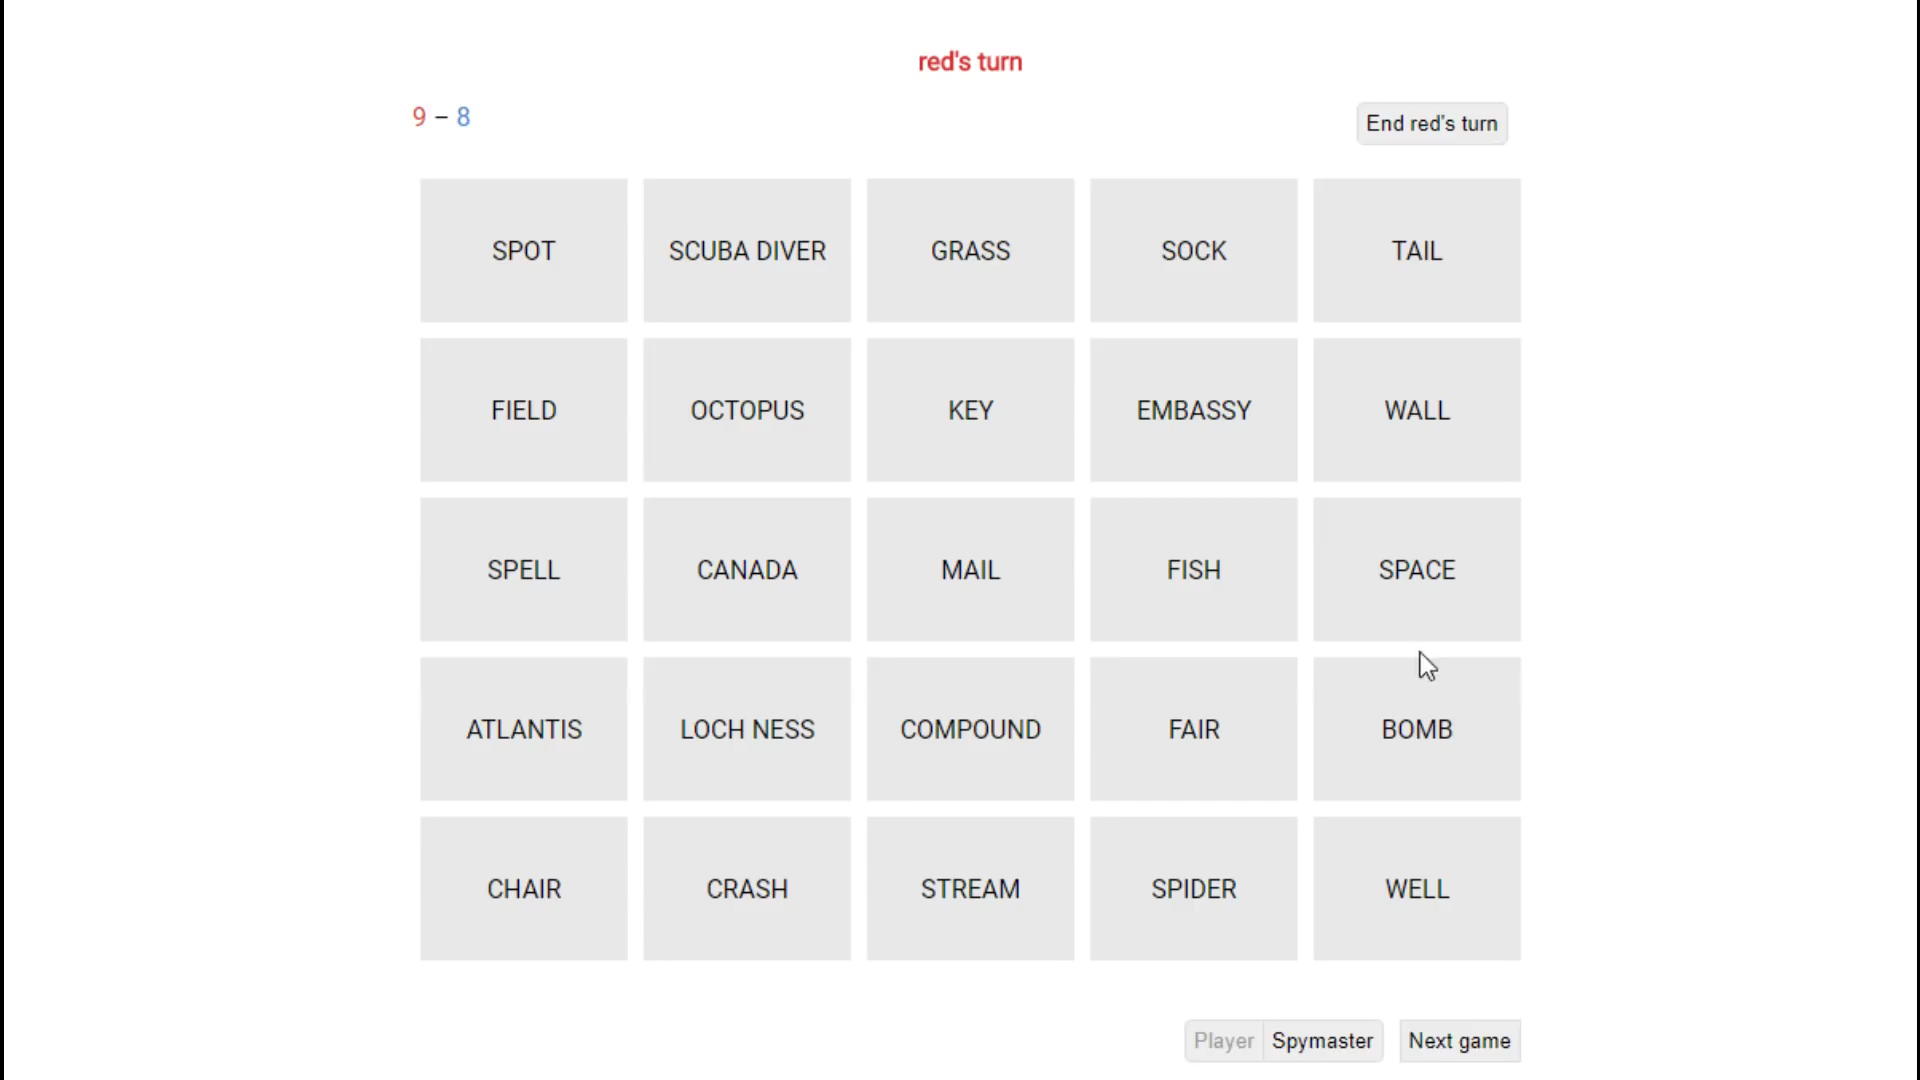 red's turn
9 – 8
End red's turn
SPOT SCUBA DIVER GRASS SOCK TAIL
FIELD OCTOPUS KEY EMBASSY WALL
SPELL CANADA MAIL FISH SPACE
ATLANTIS LOCH NESS COMPOUND FAIR BOMB
CHAIR CRASH STREAM SPIDER WELL
Player Spymaster Next game